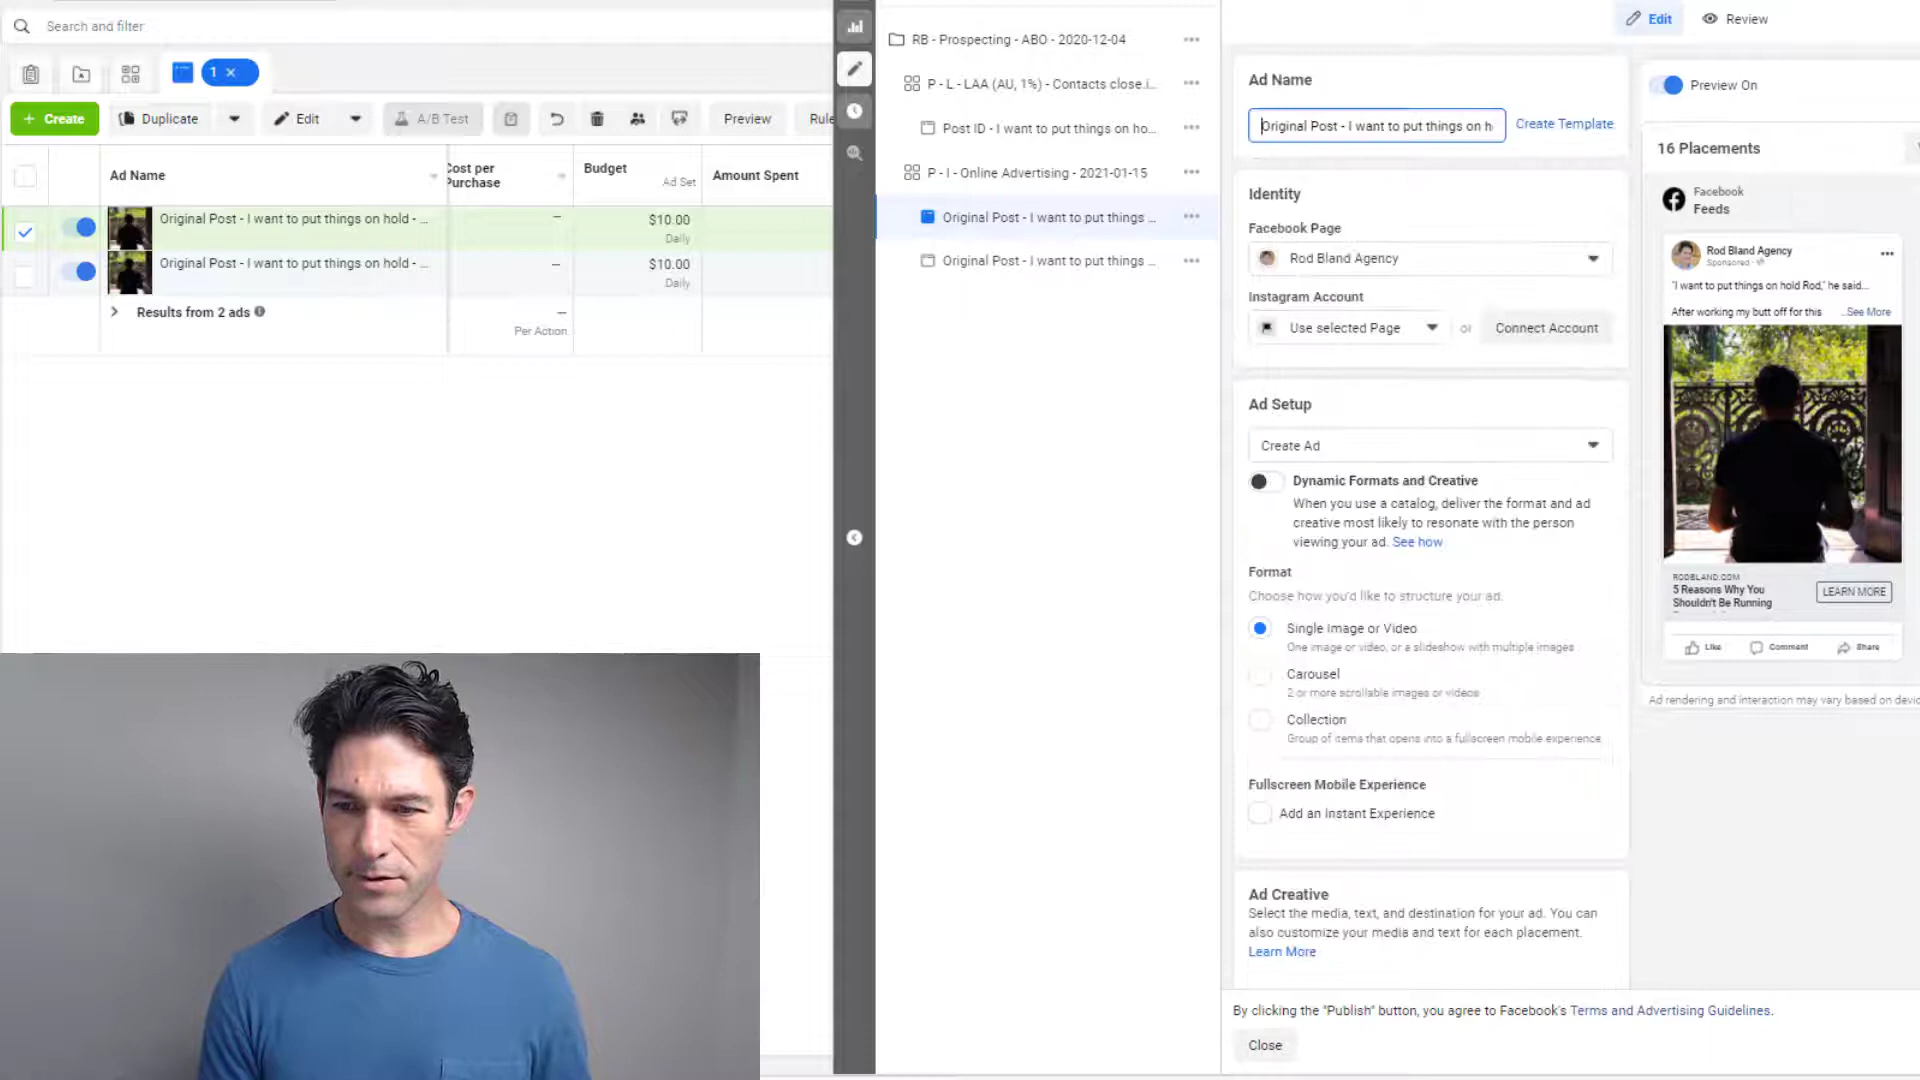 Search and filter
1 ×
+ Create
Duplicate
Edit
A/B Test
Preview
Rule
Ad Name
Cost per
Purchase
Budget
Ad Set
Amount Spent
Original Post - I want to put things on hold - ...
—
$10.00
Daily
Original Post - I want to put things on hold - ...
—
$10.00
Daily
Results from 2 ads
—
Per Action
RB - Prospecting - ABO - 2020-12-04
P - L - LAA (AU, 1%) - Contacts close.i...
Post ID - I want to put things on ho...
P - I - Online Advertising - 2021-01-15
Original Post - I want to put things ...
Original Post - I want to put things ...
Edit
Review
Ad Name
Original Post - I want to put things on h
Create Template
Identity
Facebook Page
Rod Bland Agency
Instagram Account
Use selected Page
or
Connect Account
Ad Setup
Create Ad
Dynamic Formats and Creative
When you use a catalog, deliver the format and ad
creative most likely to resonate with the person
viewing your ad. See how
Format
Choose how you'd like to structure your ad.
Single Image or Video
One image or video, or a slideshow with multiple images
Carousel
2 or more scrollable images or videos
Collection
Group of items that opens into a fullscreen mobile experience
Fullscreen Mobile Experience
Add an Instant Experience
Ad Creative
Select the media, text, and destination for your ad. You can
also customize your media and text for each placement.
Learn More
By clicking the "Publish" button, you agree to Facebook's Terms and Advertising Guidelines.
Close
Preview On
16 Placements
Facebook
Feeds
Rod Bland Agency
Sponsored
"I want to put things on hold Rod," he said...
After working my butt off for this ...See More
RODBLAND.COM
5 Reasons Why You
Shouldn't Be Running
LEARN MORE
Like
Comment
Share
Ad rendering and interaction may vary based on devic